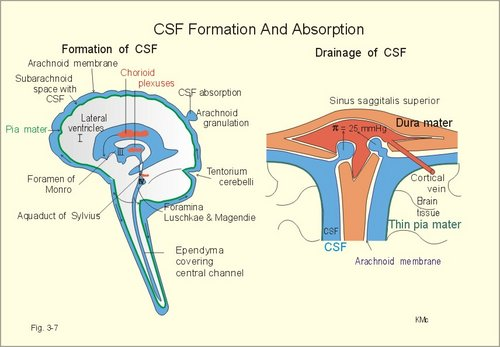 CSF Formation And Absorption
Formation of CSF
Drainage of CSF
Arachnoid membrane
Chorioid
plexuses
Subarachnoid
space with
CSF
CSF absorption
Arachnoid
granulation
Pia mater
Lateral
ventricles
I
III
IV
Foramen of
Monro
Tentorium
cerebelli
Aquaduct of Sylvius
Foramina
Luschkae & Magendie
Ependyma
covering
central channel
Fig. 3-7
Sinus saggitalis superior
Dura mater
π = 25 mmHg
Cortical
vein
Brain
tissue
Thin pia mater
CSF
CSF
Arachnoid membrane
KMc